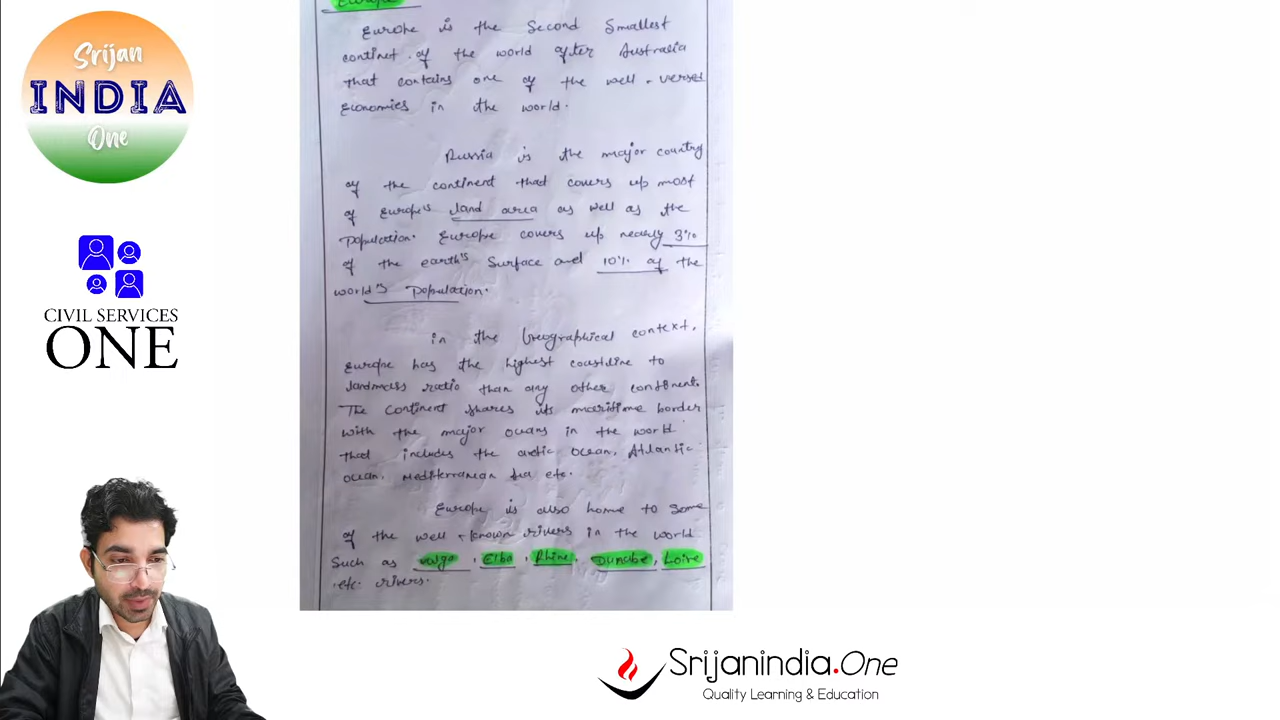 Srijan
INDIA
One
CIVIL SERVICES
ONE
Europe
Europe is the Second Smallest
continet . of the world after Australia
That contains one of the well - versed
Economies in the world.
Russia is the major country
of the continent that covers up most
of Europe's land area as well as the
Population. Europe covers up nearly 3%
of the earth's Surface and 10% of the
world's Population.
in the Greographical context,
Europe has the highest coastline to
landmass ratio than any other continent.
The continent shares its maritime border
with the major oceans in the world
that includes the arctic ocean, Atlantic
ocean, Mediterranean Sea etc.
Europe is also home to some
of the well - known rivers in the world
Such as Volga, Elba, Rhine, Dunube, Loire
etc. rivers.
Srijanindia.One
Quality Learning & Education